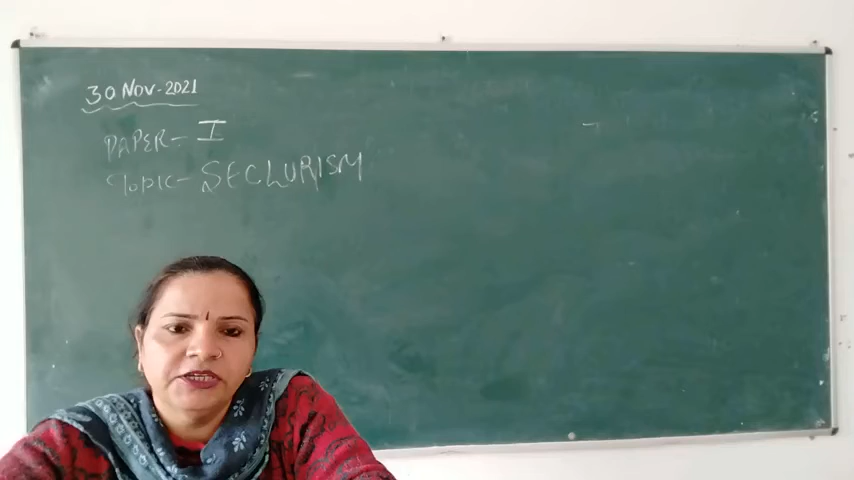 30 NOV-2021
PAPER- I
TOPIC- SECLURISM